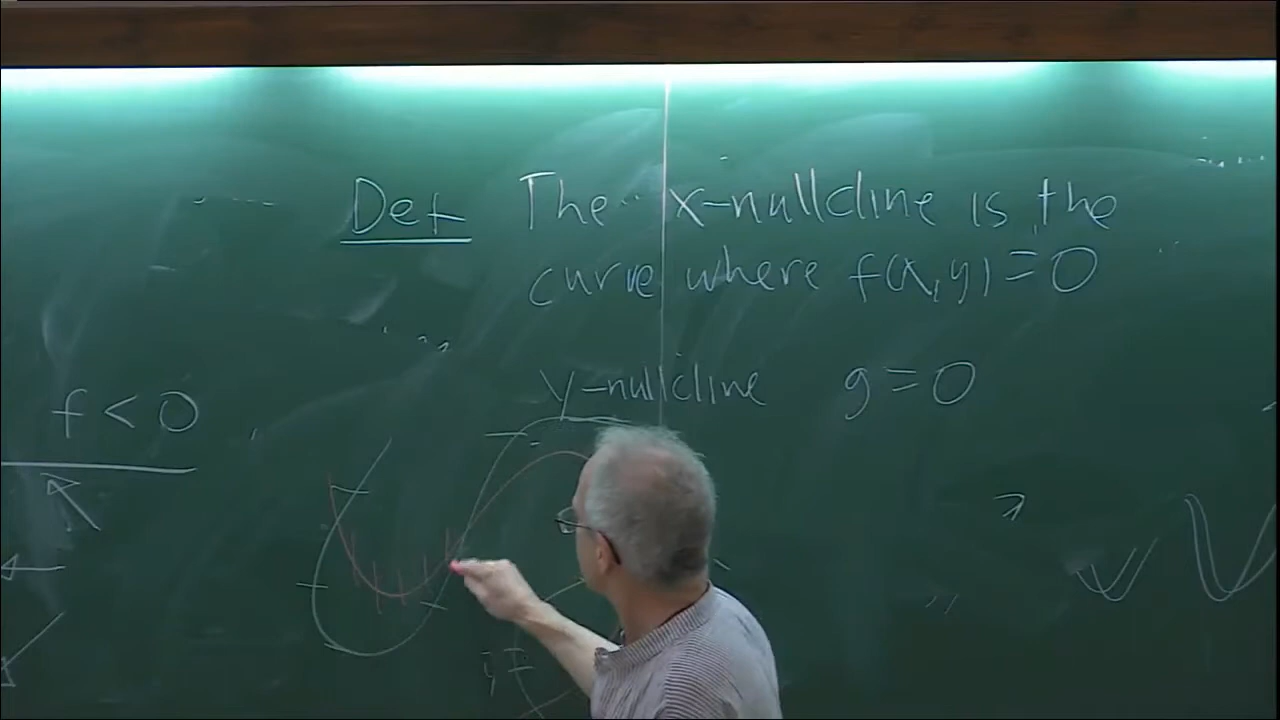 Def The x-nullcline is the
curve where f(x,y)=0
y-nullcline g=0
f<0